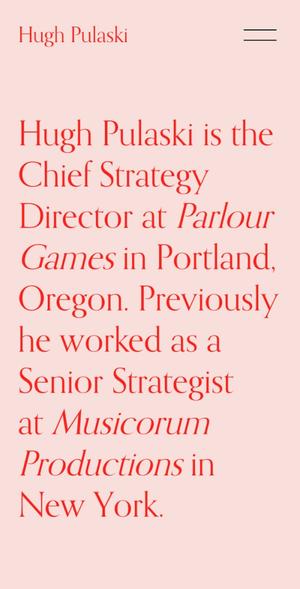 Hugh Pulaski
Hugh Pulaski is the
Chief Strategy
Director at Parlour
Games in Portland,
Oregon. Previously
he worked as a
Senior Strategist
at Musicorum
Productions in
New York.